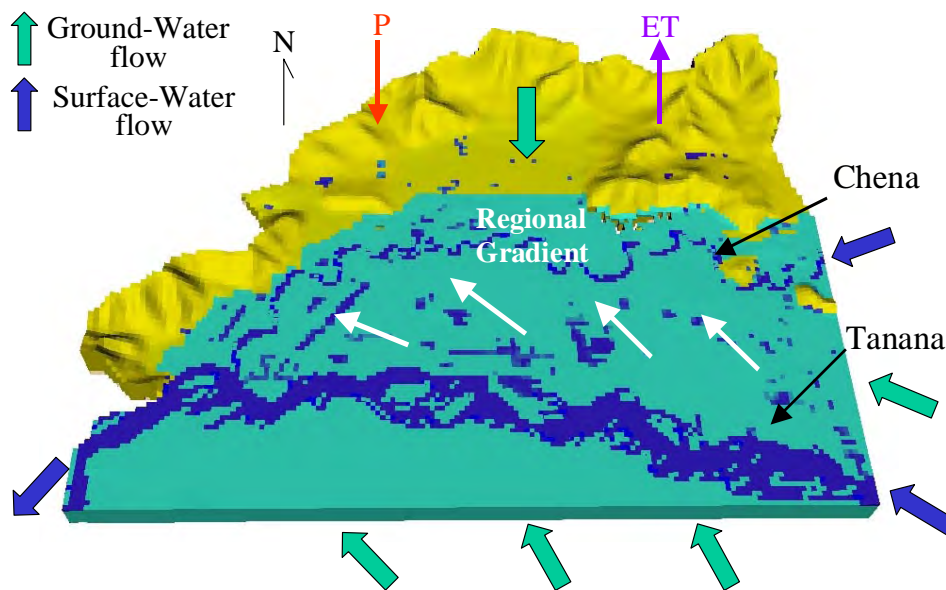 Ground-Water
flow
Surface-Water
flow
N
P
ET
Chena
Regional
Gradient
Tanana